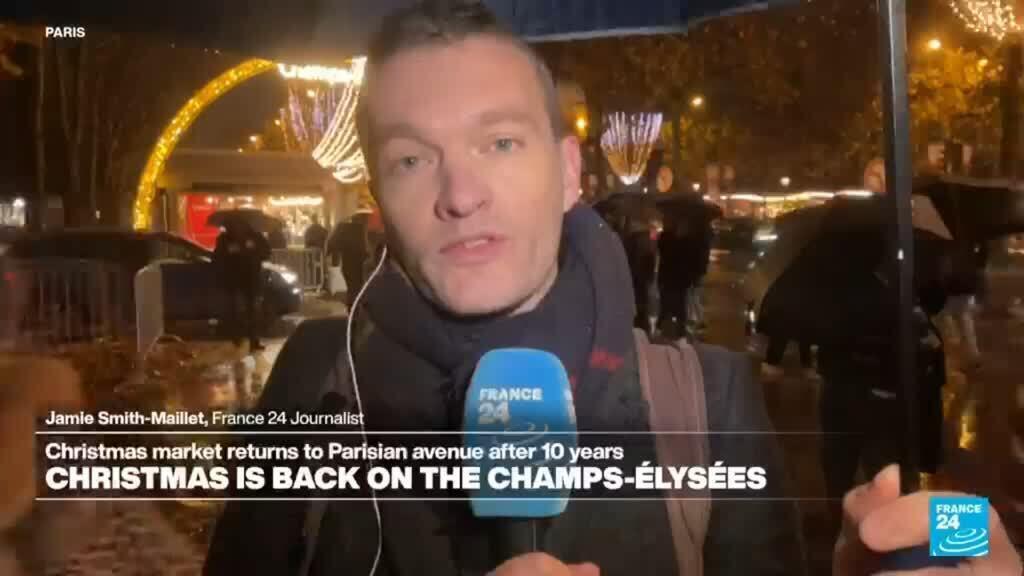 PARIS
FRANCE
24
Jamie Smith-Maillet, France 24 Journalist
Christmas market returns to Parisian avenue after 10 years
CHRISTMAS IS BACK ON THE CHAMPS-ÉLYSÉES
FRANCE
24